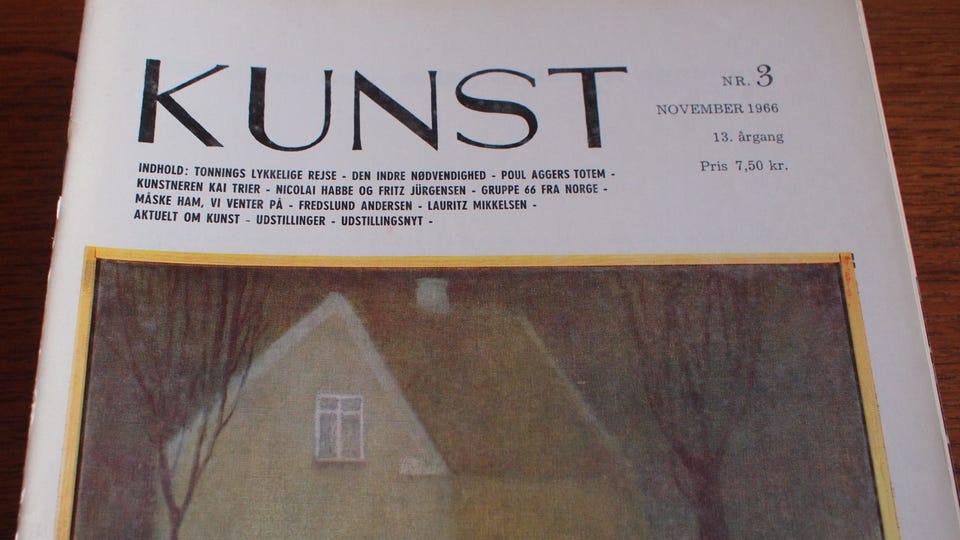 KUNST
NR. 3
NOVEMBER 1966
13. årgang
Pris 7,50 kr.
INDHOLD: TONNINGS LYKKELIGE REJSE - DEN INDRE NØDVENDIGHED - POUL AGGERS TOTEM -
KUNSTNEREN KAI TRIER - NICOLAI HABBE OG FRITZ JÜRGENSEN - GRUPPE 66 FRA NORGE -
MÅSKE HAM, VI VENTER PÅ - FREDSLUND ANDERSEN - LAURITZ MIKKELSEN -
AKTUELT OM KUNST - UDSTILLINGER - UDSTILLINGSNYT -